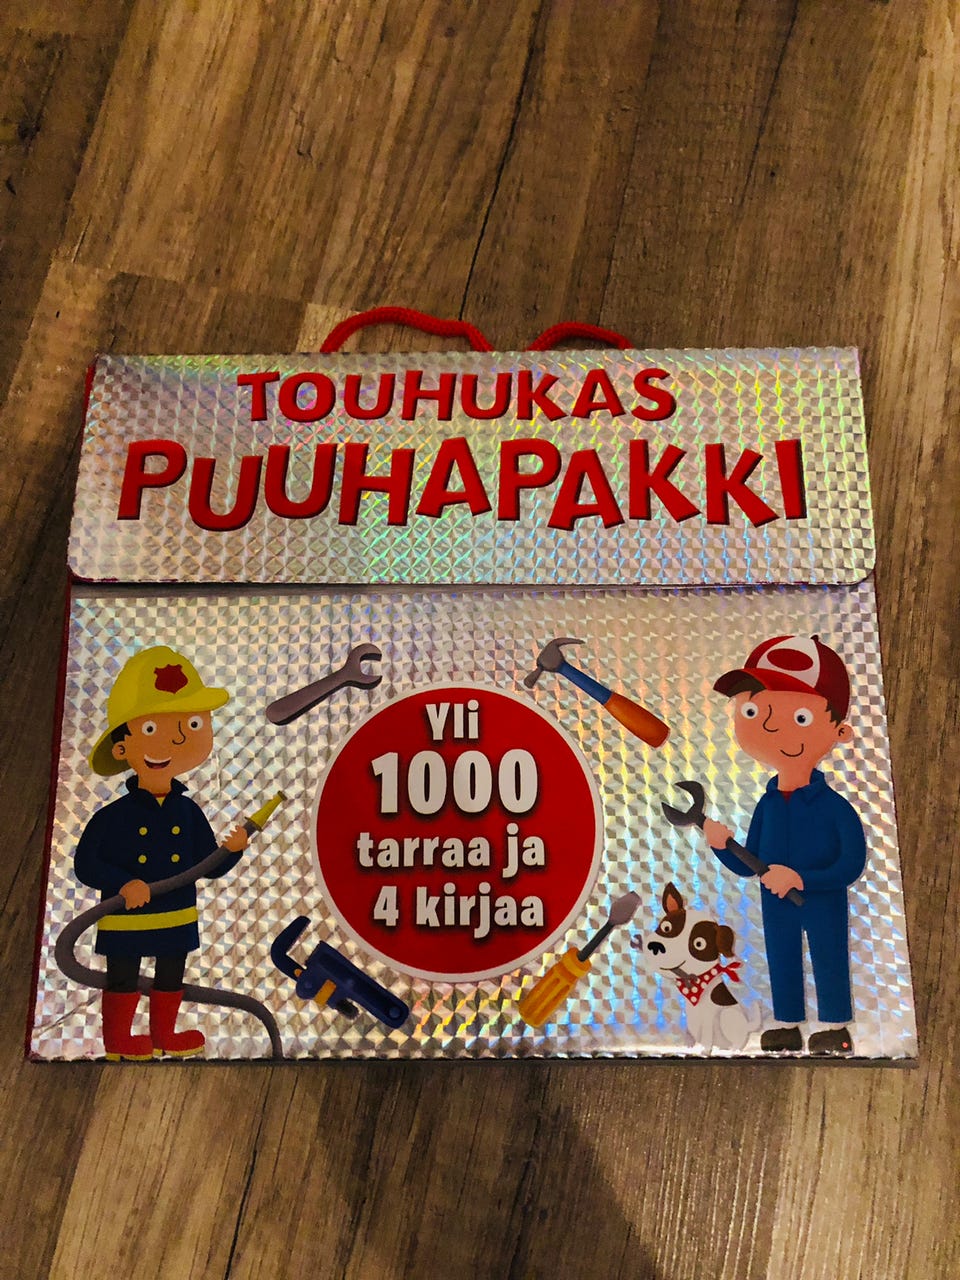 TOUHUKAS
PUUHAPAKKI
Yli
1000
tarraa ja
4 kirjaa